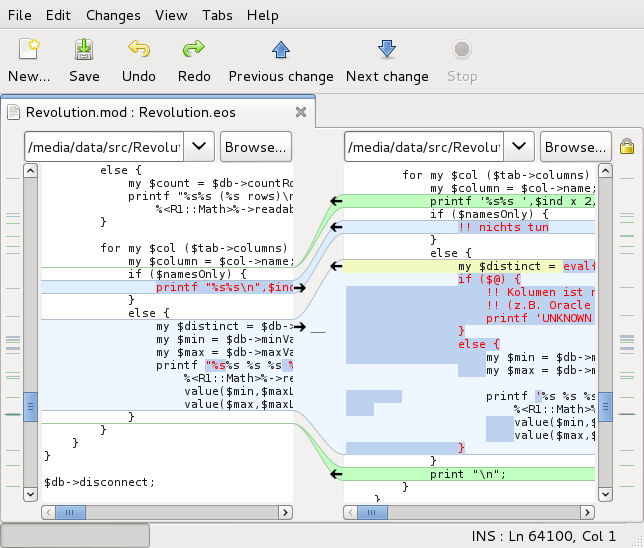 File Edit Changes View Tabs Help
New... Save Undo Redo Previous change Next change Stop
Revolution.mod : Revolution.eos
/media/data/src/Revolut Browse...
else {
my $count = $db->countRo
printf "%s%s (%s rows)\n
%<R1::Math>%->readab
}
for my $col ($tab->columns)
my $column = $col->name;
if ($namesOnly) {
printf "%s%s\n",$ind
}
else {
my $distinct = $db-
my $min = $db->minVa
my $max = $db->maxVa
printf "%s%s %s %s %
%<R1::Math>%->re
value($min,$maxL
value($max,$maxL
}
}
}
}
$db->disconnect;
/media/data/src/Revolut Browse...
for my $col ($tab->columns)
my $column = $col->name;
printf '%s%s ',$ind x 2,
if ($namesOnly) {
!! nichts tun
}
else {
my $distinct = eval{
if ($@) {
!! Kolumen ist n
!! (z.B. Oracle
printf 'UNKNOWN
}
else {
my $min = $db->m
my $max = $db->m
printf '%s %s %s
%<R1::Math>%
value($min,$
value($max,$
}
}
print "\n";
}
}
INS : Ln 64100, Col 1